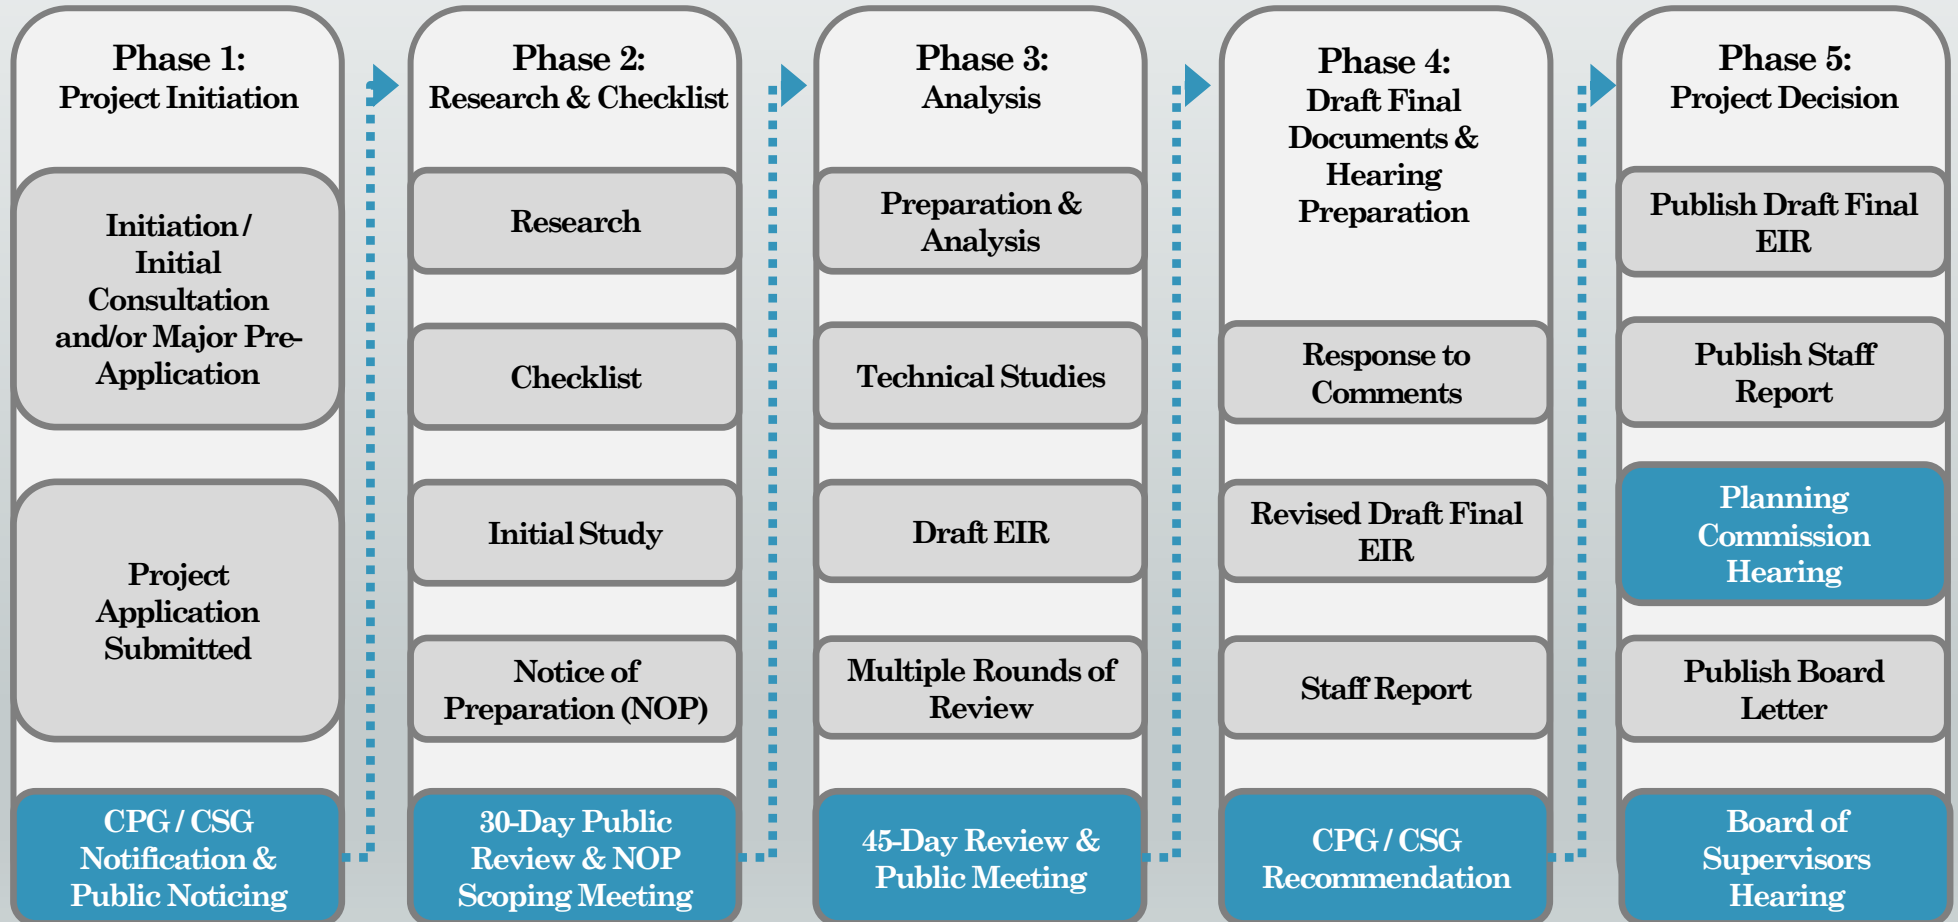 Phase 1:
Project Initiation
Initiation /
Initial
Consultation
and/or Major Pre-
Application
Project
Application
Submitted
CPG / CSG
Notification &
Public Noticing
Phase 2:
Research & Checklist
Research
Checklist
Initial Study
Notice of
Preparation (NOP)
30-Day Public
Review & NOP
Scoping Meeting
Phase 3:
Analysis
Preparation &
Analysis
Technical Studies
Draft EIR
Multiple Rounds of
Review
45-Day Review &
Public Meeting
Phase 4:
Draft Final
Documents &
Hearing
Preparation
Response to
Comments
Revised Draft Final
EIR
Staff Report
CPG / CSG
Recommendation
Phase 5:
Project Decision
Publish Draft Final
EIR
Publish Staff
Report
Planning
Commission
Hearing
Publish Board
Letter
Board of
Supervisors
Hearing